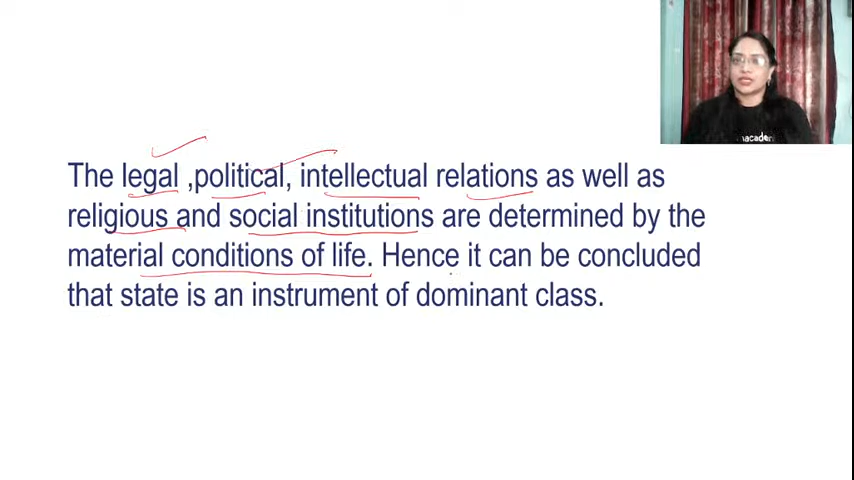 nacadem
The legal ,political, intellectual relations as well as
religious and social institutions are determined by the
material conditions of life. Hence it can be concluded
that state is an instrument of dominant class.